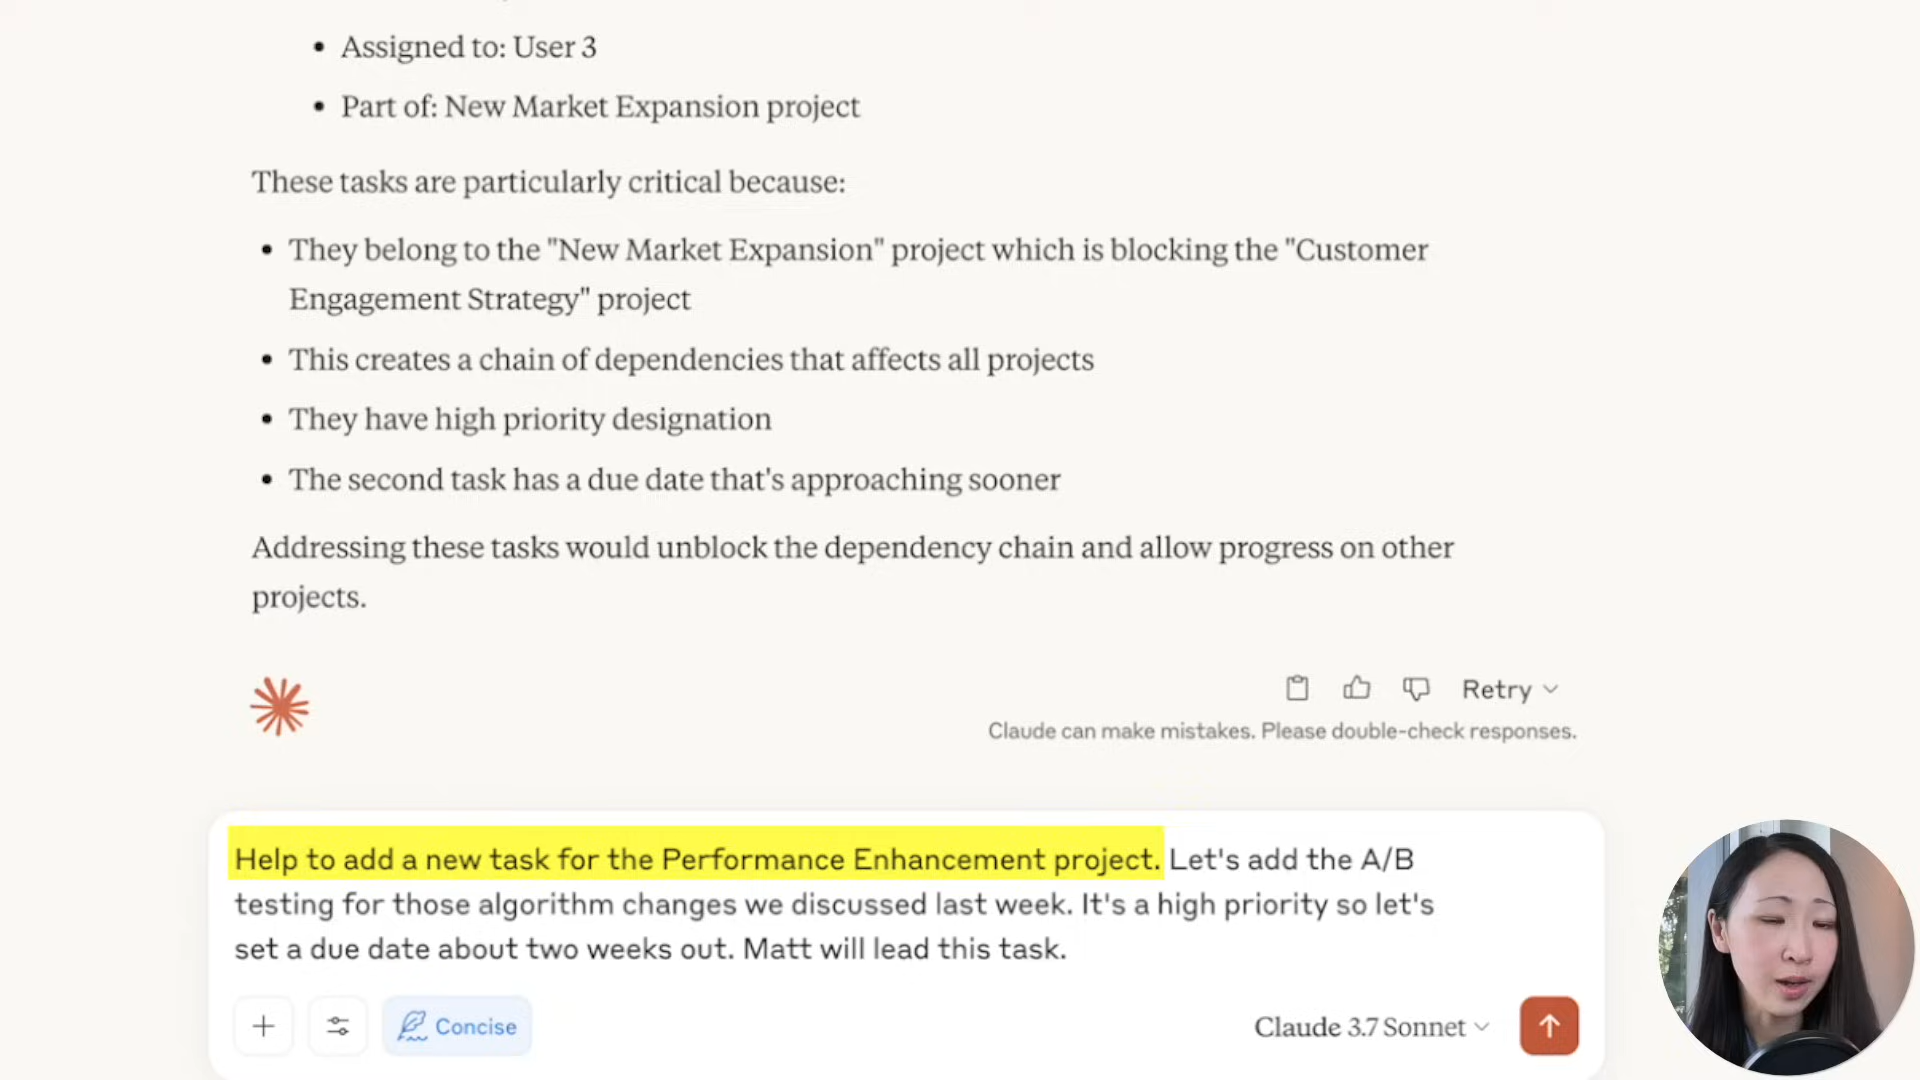 Assigned to: User 3
Part of: New Market Expansion project
These tasks are particularly critical because:
They belong to the "New Market Expansion" project which is blocking the "Customer
Engagement Strategy" project
This creates a chain of dependencies that affects all projects
They have high priority designation
The second task has a due date that's approaching sooner
Addressing these tasks would unblock the dependency chain and allow progress on other
projects.
Retry
Claude can make mistakes. Please double-check responses.
Help to add a new task for the Performance Enhancement project. Let's add the A/B
testing for those algorithm changes we discussed last week. It's a high priority so let's
set a due date about two weeks out. Matt will lead this task.
Concise
Claude 3.7 Sonnet